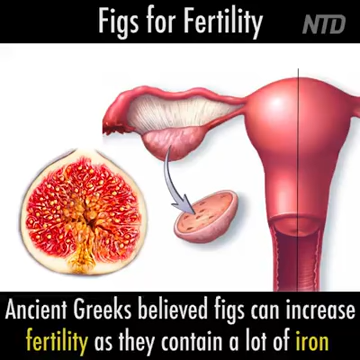 Figs for Fertility
NTD
Ancient Greeks believed figs can increase
fertility as they contain a lot of iron